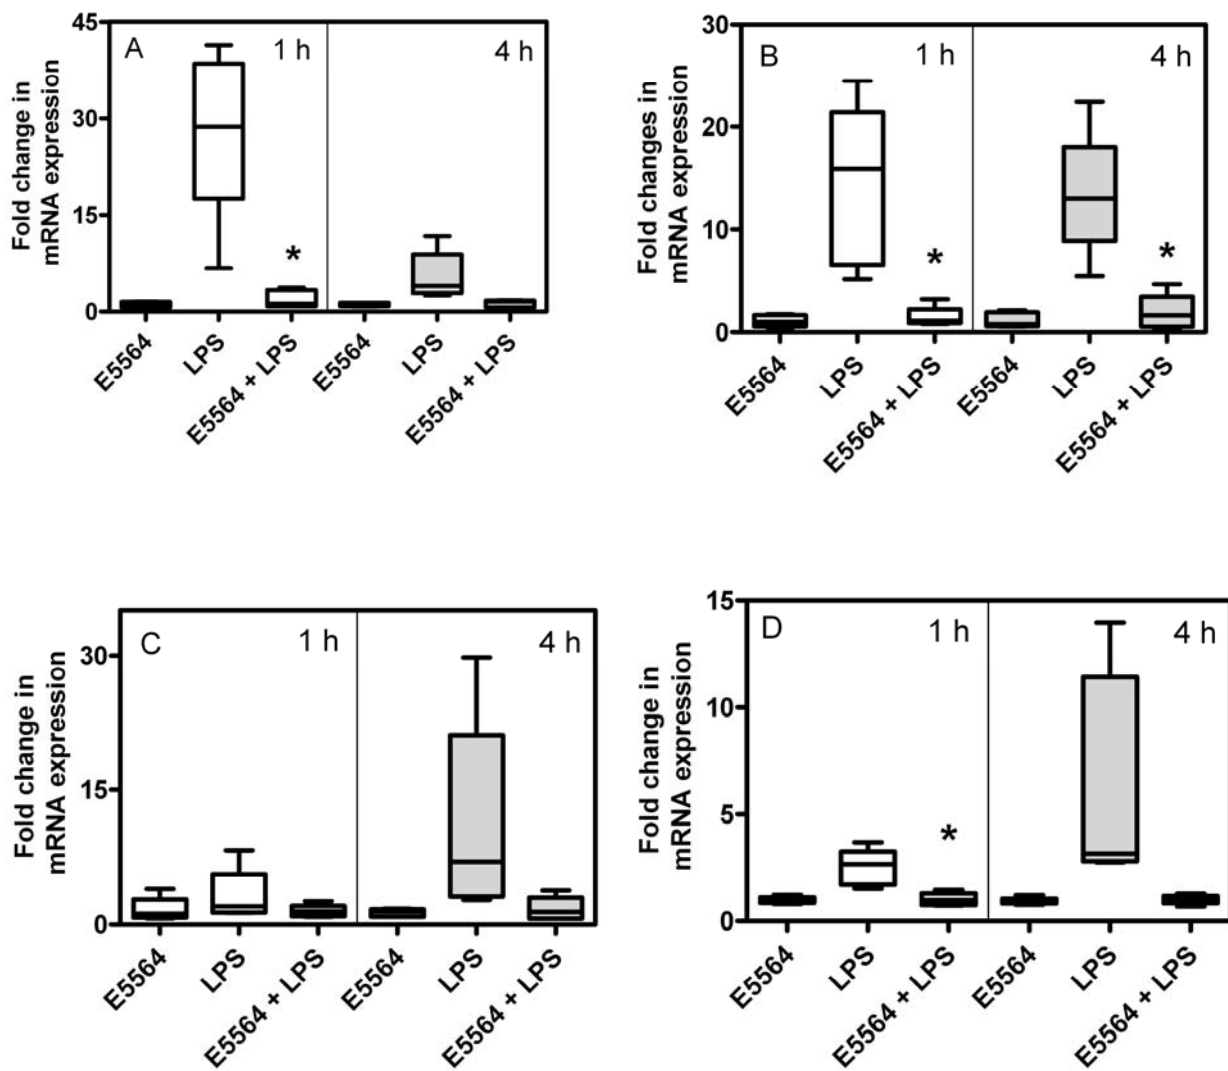 Fold change in
mRNA expression
45
30
15
0
A
1 h
4 h
*
E5564
LPS
E5564 + LPS
E5564
LPS
E5564 + LPS
Fold changes in
mRNA expression
30
20
10
0
B
1 h
4 h
*
*
E5564
LPS
E5564 + LPS
E5564
LPS
E5564 + LPS
Fold change in
mRNA expression
30
15
0
C
1 h
4 h
E5564
LPS
E5564 + LPS
E5564
LPS
E5564 + LPS
Fold change in
mRNA expression
15
10
5
0
D
1 h
4 h
*
E5564
LPS
E5564 + LPS
E5564
LPS
E5564 + LPS